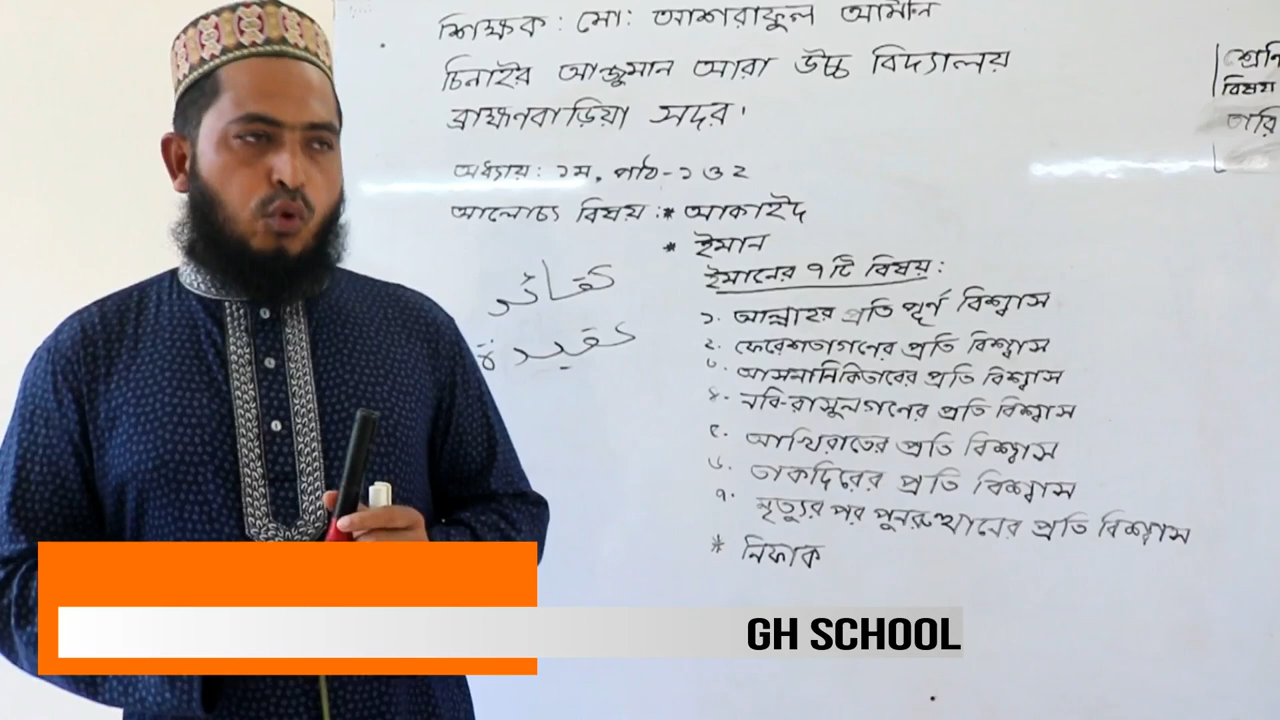 শিক্ষক : মো: আশরাফুল আমীন
চিনাইর আঞ্জুমান আরা উচ্চ বিদ্যালয়
ব্রাহ্মণবাড়িয়া সদর।
অধ্যায়: ১ম, পাঠ-১ ও ২
আলোচ্য বিষয় : * আকাইদ
* ইমান
ইমানের ৭টি বিষয় :
১. আল্লাহর প্রতি পূর্ণ বিশ্বাস
২. ফেরেশতাগণের প্রতি বিশ্বাস
৩. আসমানিকিতাবের প্রতি বিশ্বাস
৪. নবি-রাসুলগণের প্রতি বিশ্বাস
৫. আখিরাতের প্রতি বিশ্বাস
৬. তাকদিরের প্রতি বিশ্বাস
৭. মৃত্যুর পর পুনরুত্থানের প্রতি বিশ্বাস
* নিফাক
শ্রেণি
বিষয়
তারি
GH SCHOOL